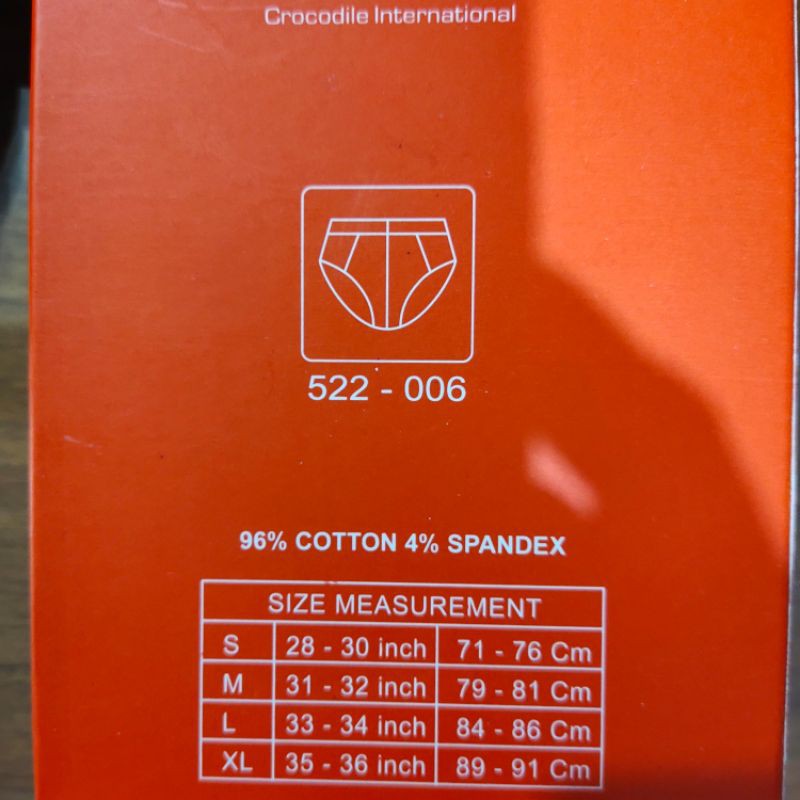 Crocodile International
522 - 006
96% COTTON 4% SPANDEX
SIZE MEASUREMENT
S 28 - 30 inch 71 - 76 Cm
M 31 - 32 inch 79 - 81 Cm
L 33 - 34 inch 84 - 86 Cm
XL 35 - 36 inch 89 - 91 Cm